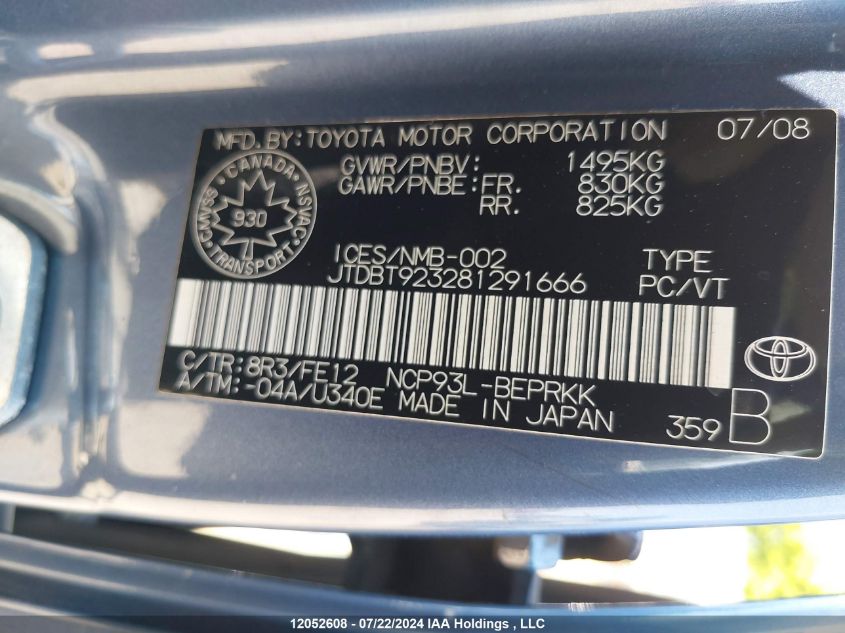 MFD.BY:TOYOTA MOTOR CORPORATION 07/08
GVWR/PNBV: 1495KG
GAWR/PNBE:FR. 830KG
RR. 825KG
CANADA
CMVSS NSVAC
930
TRANSPORT
ICES/NMB-002 TYPE
JTDBT923281291666 PC/VT
C/TR:8R3/FE12 NCP93L-BEPRKK
A/TM:-04A/U340E MADE IN JAPAN 359 B
12052608 - 07/22/2024 IAA Holdings , LLC